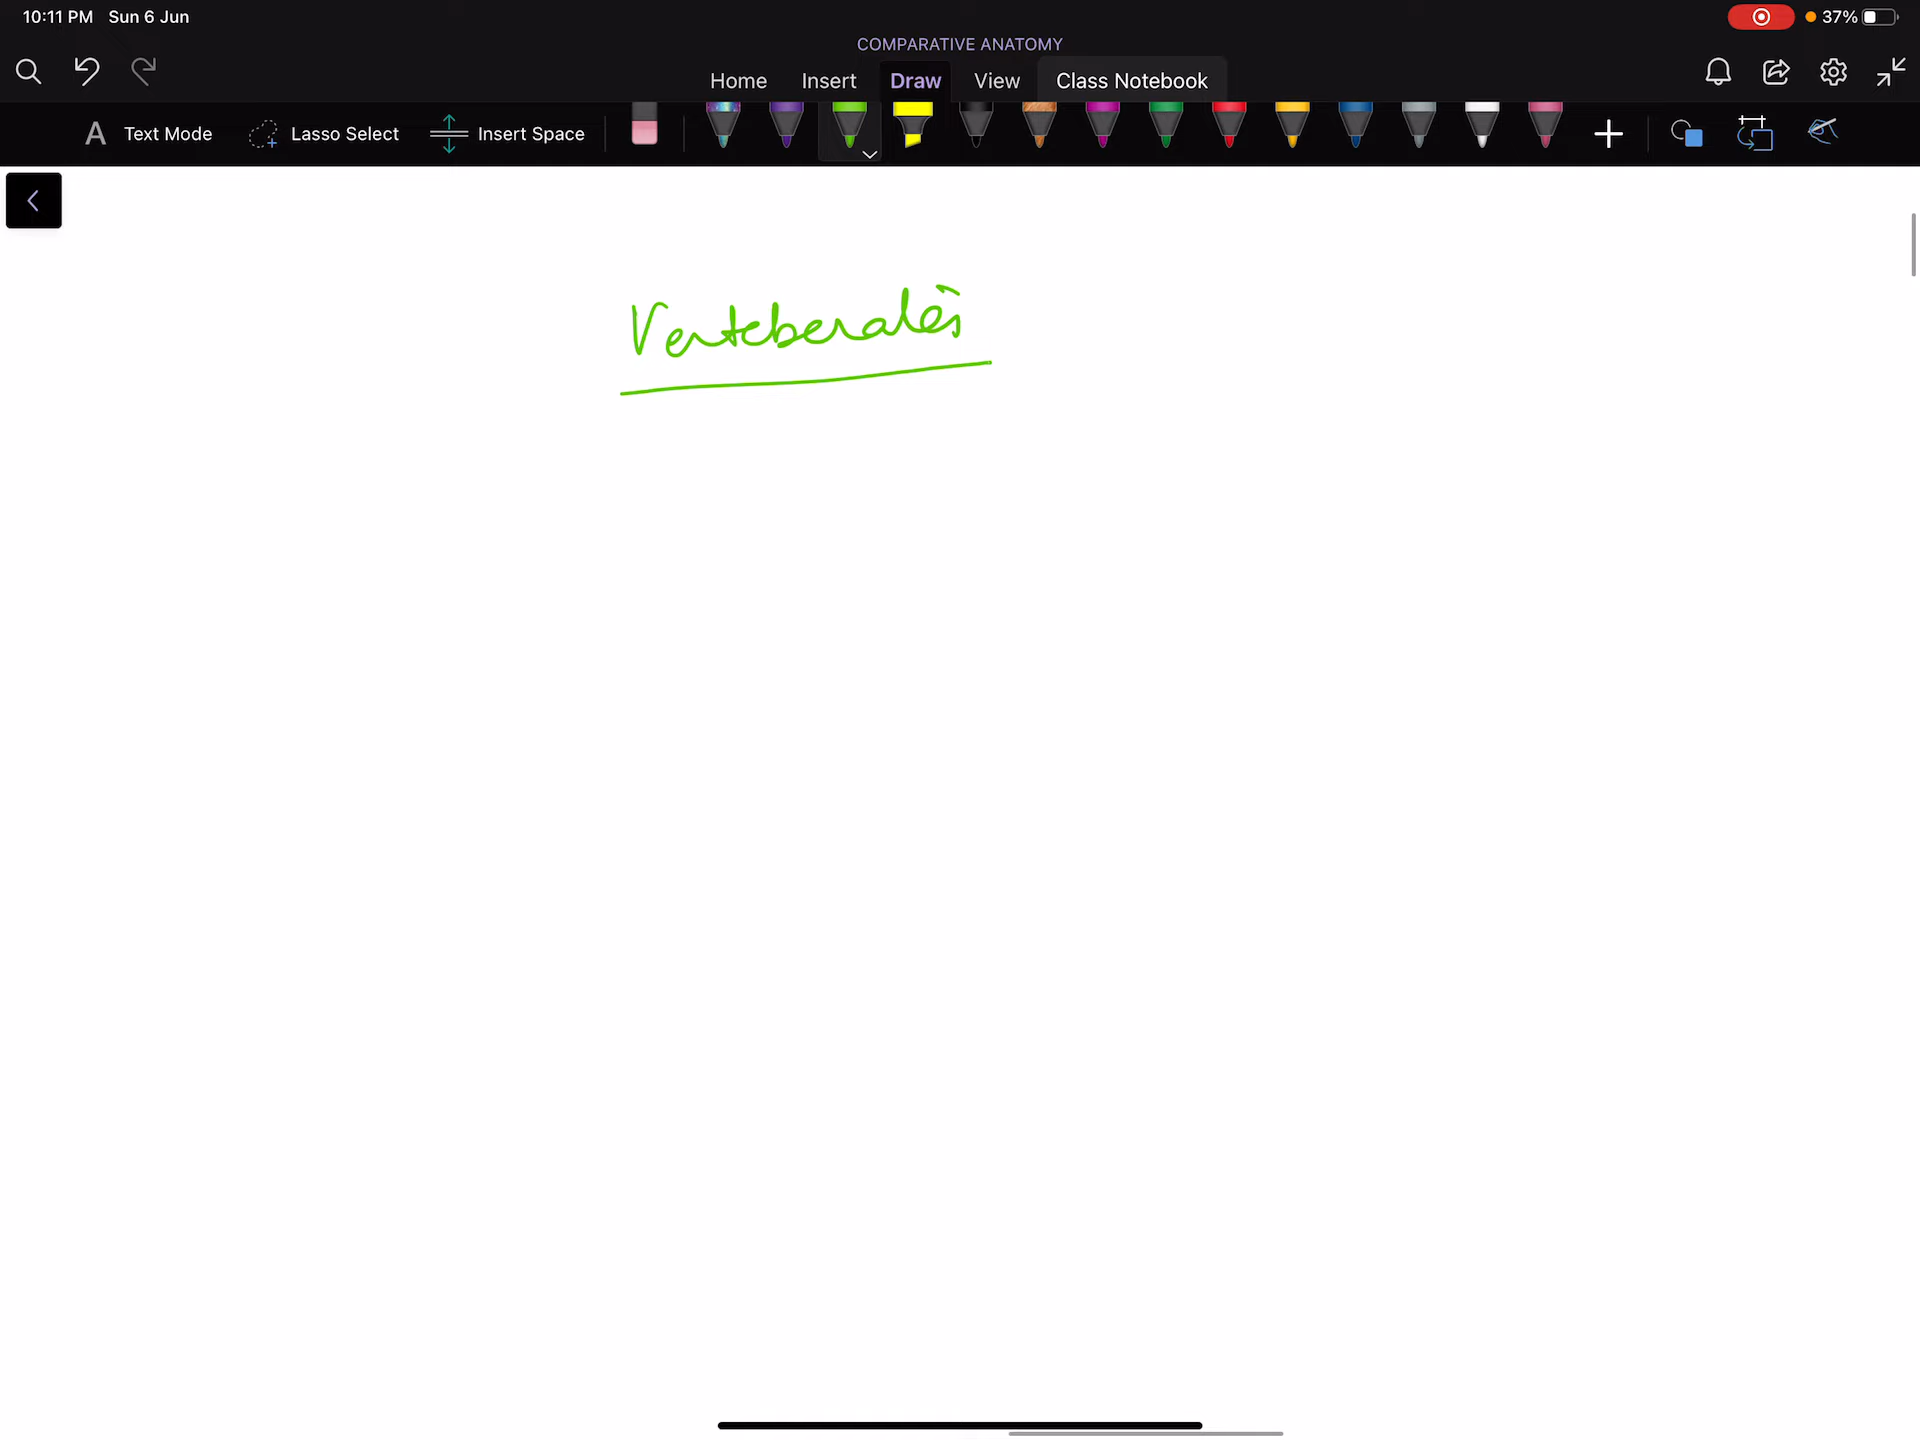 10:11 PM Sun 6 Jun
37%
COMPARATIVE ANATOMY
Home Insert Draw View Class Notebook
A Text Mode Lasso Select Insert Space
Verteberates